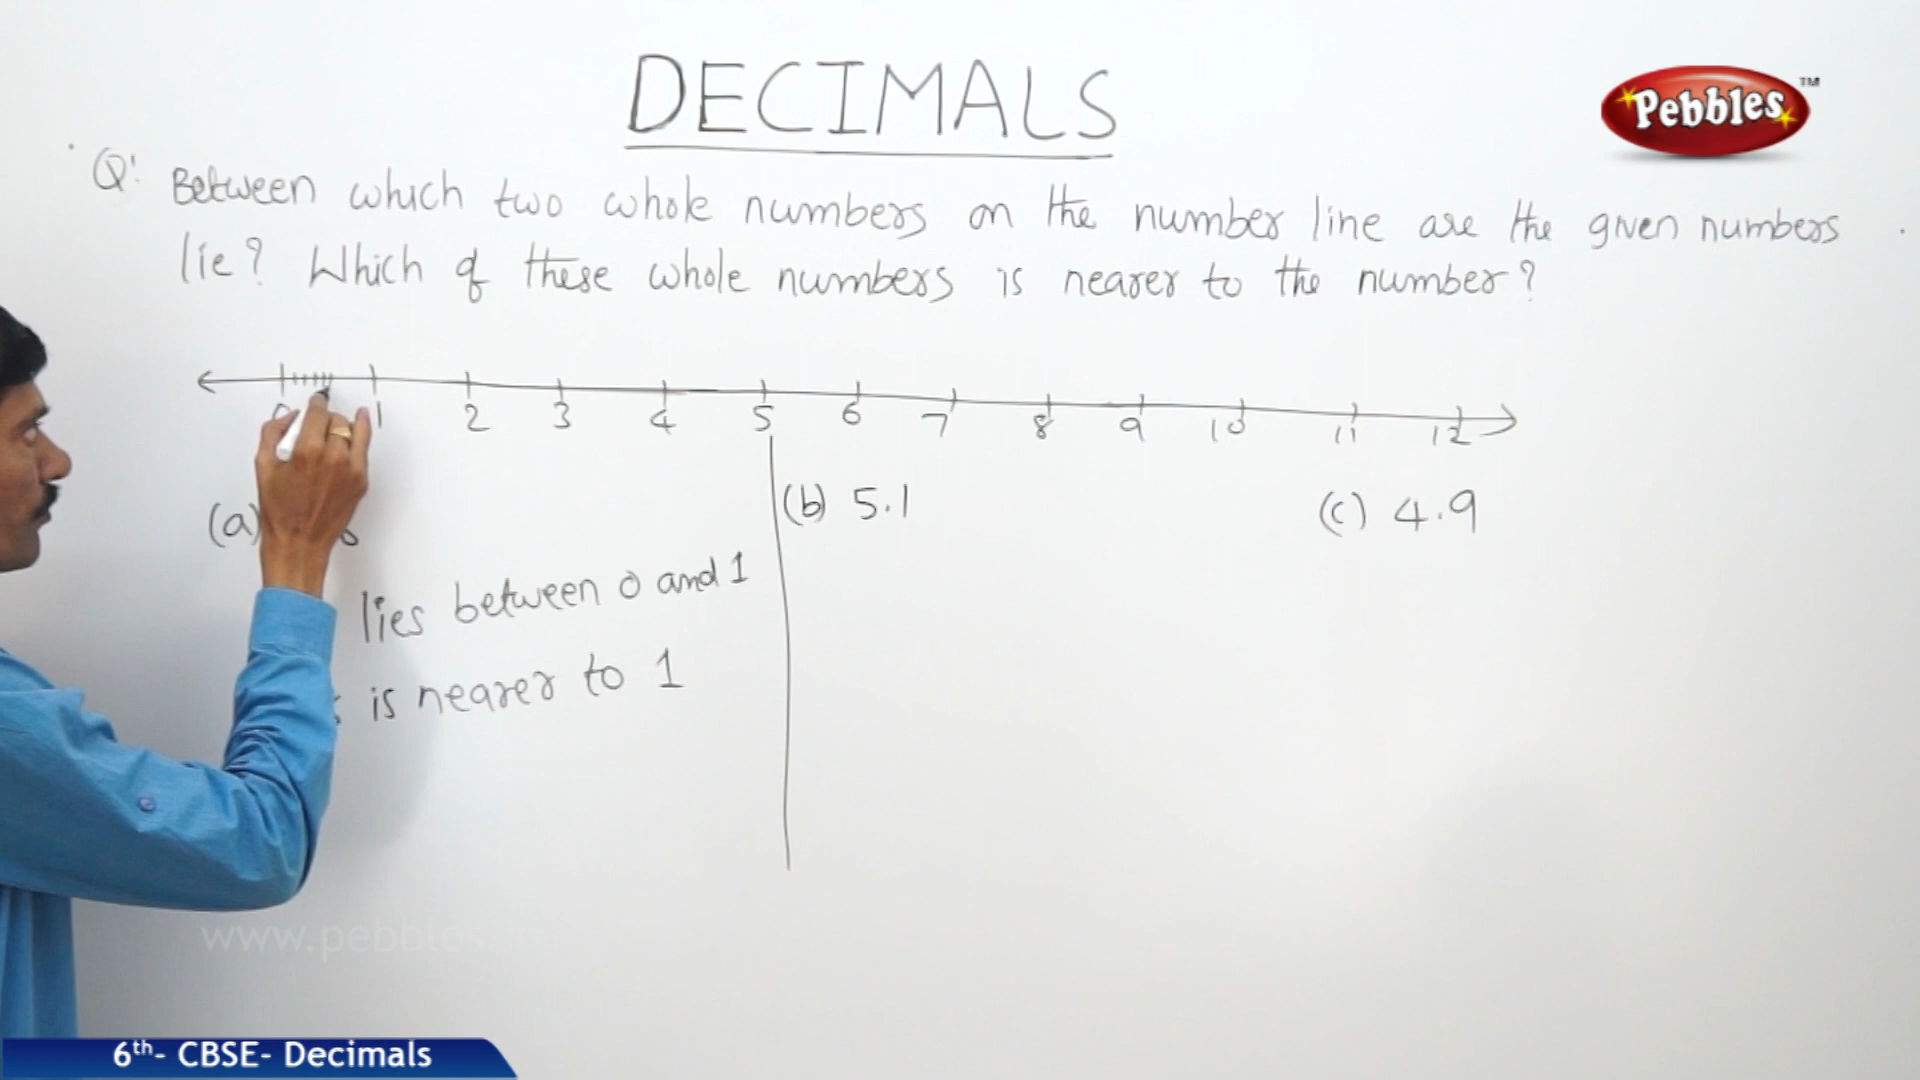 DECIMALS
Pebbles TM
Q: Between which two whole numbers on the number line are the given numbers
lie? Which of these whole numbers is nearer to the number?
1 2 3 4 5 6 7 8 9 10 11 12
(a)
(b) 5.1
(c) 4.9
lies between 0 and 1
is nearer to 1
www.pebbles
6th- CBSE- Decimals